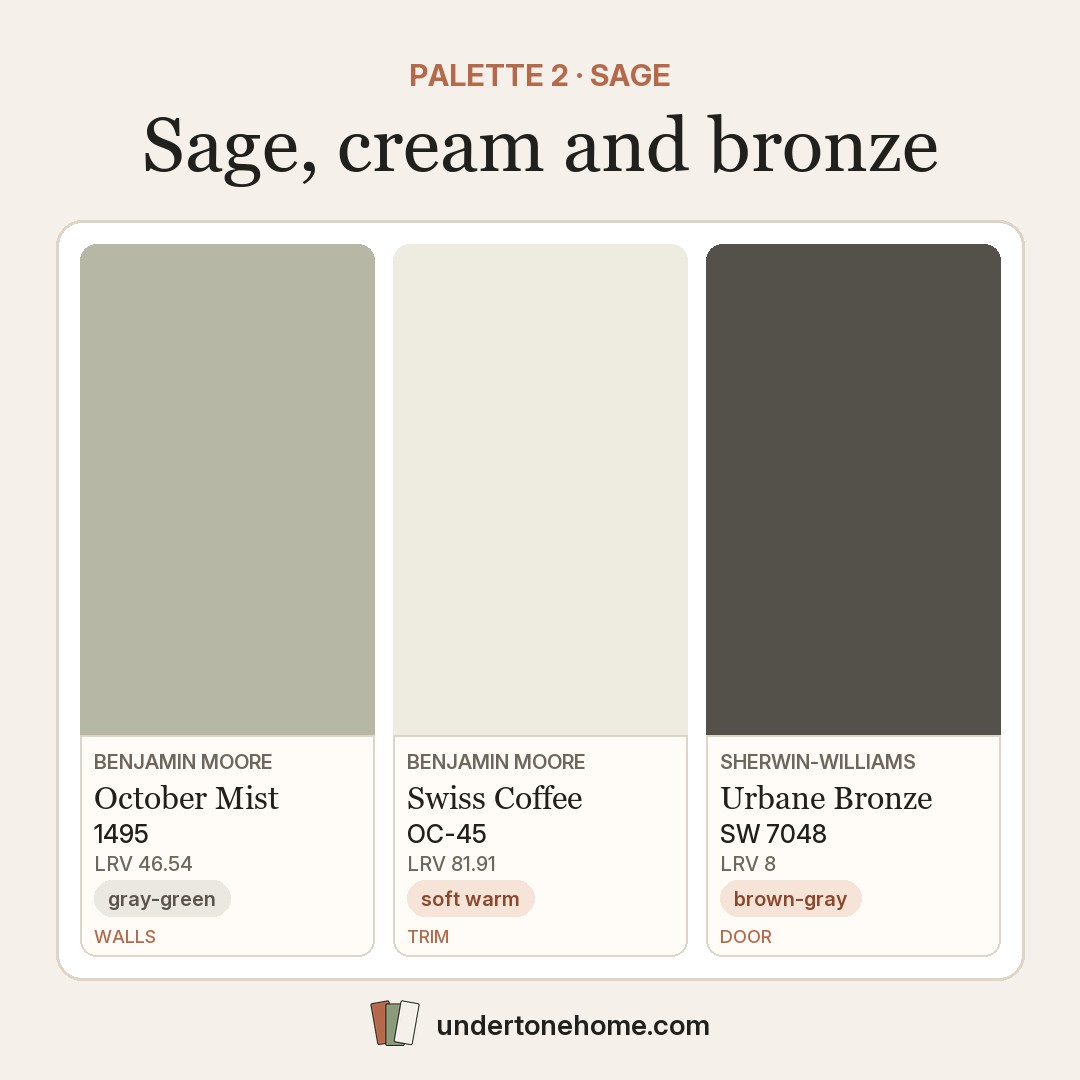 PALETTE 2 · SAGE
Sage, cream and bronze
BENJAMIN MOORE
October Mist
1495
LRV 46.54
gray-green
WALLS
BENJAMIN MOORE
Swiss Coffee
OC-45
LRV 81.91
soft warm
TRIM
SHERWIN-WILLIAMS
Urbane Bronze
SW 7048
LRV 8
brown-gray
DOOR
undertonehome.com